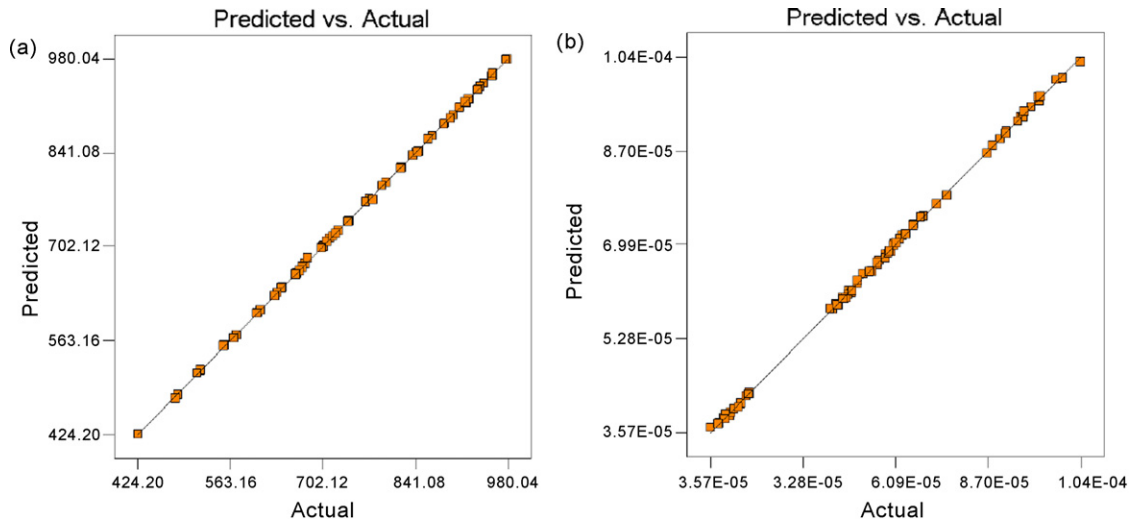 Predicted vs. Actual
(a)
980.04
841.08
702.12
563.16
424.20
Predicted
424.20 563.16 702.12 841.08 980.04
Actual
Predicted vs. Actual
(b)
1.04E-04
8.70E-05
6.99E-05
5.28E-05
3.57E-05
Predicted
3.57E-05 3.28E-05 6.09E-05 8.70E-05 1.04E-04
Actual